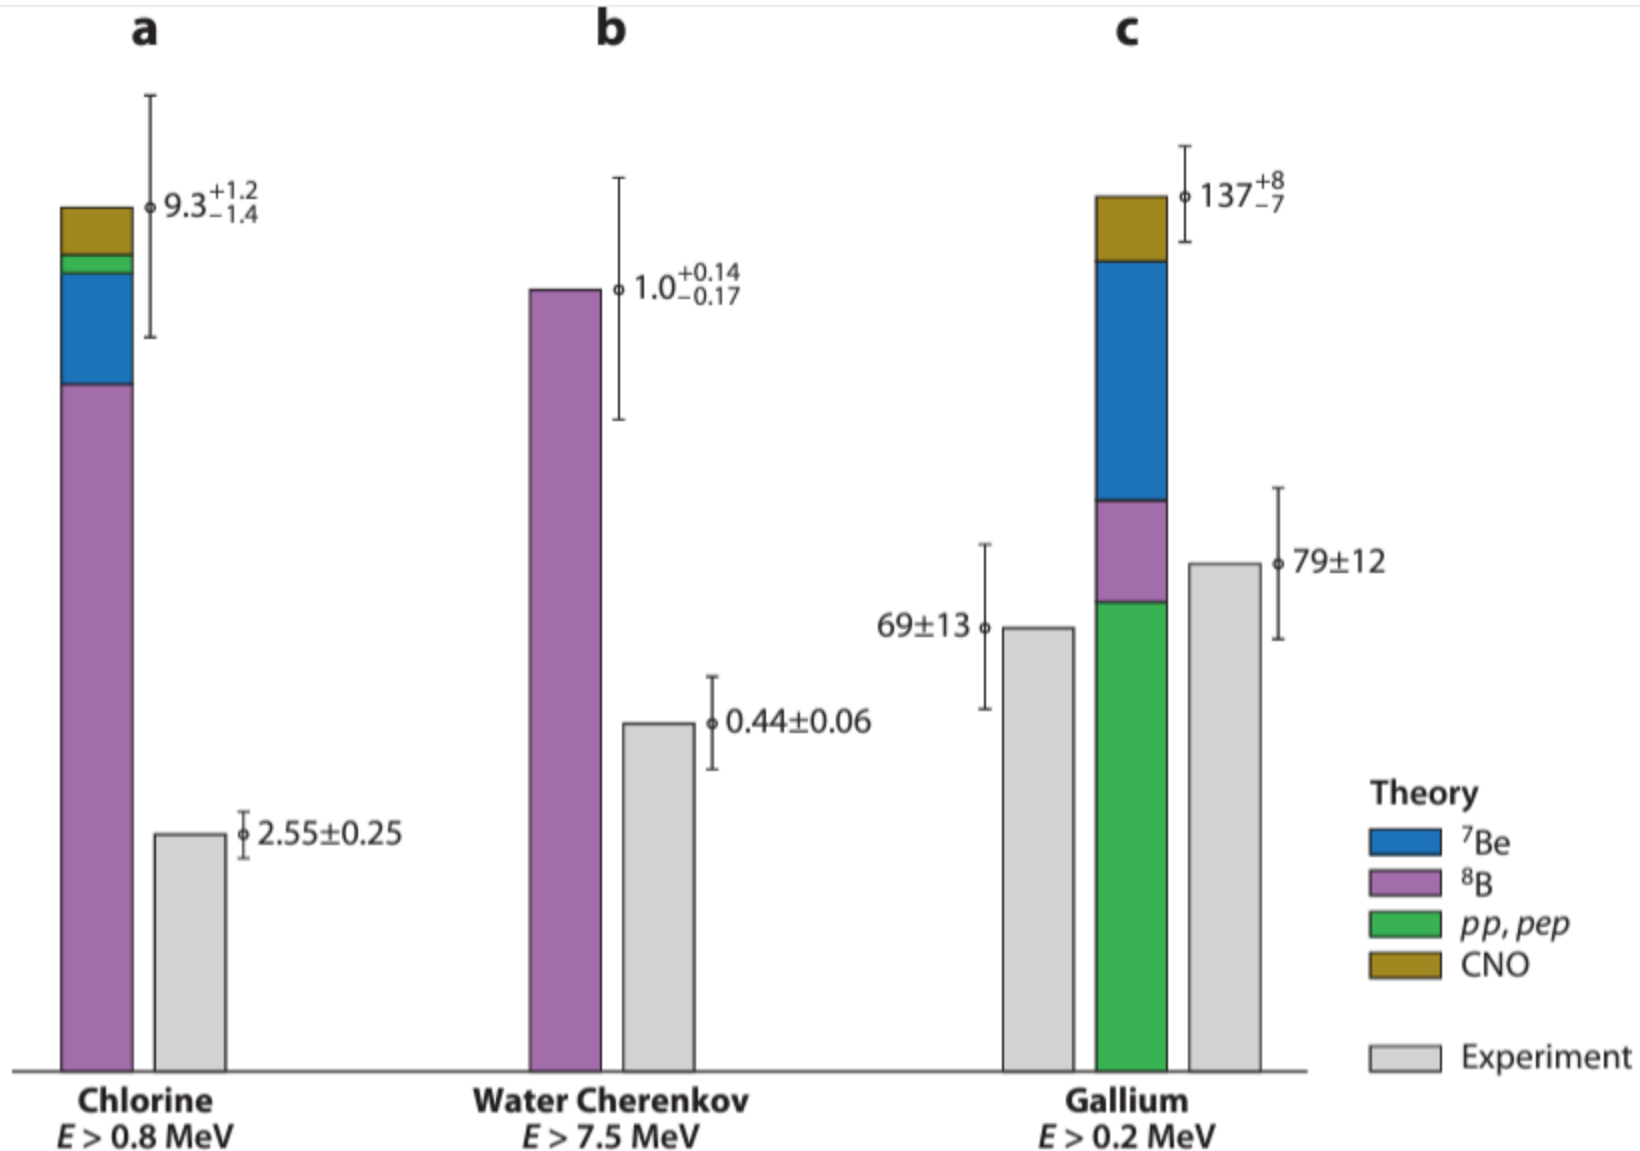 a
b
c
9.3 +1.2 −1.4
1.0 +0.14 −0.17
137 +8 −7
2.55±0.25
0.44±0.06
69±13
79±12
Theory
⁷Be
⁸B
pp, pep
CNO
Experiment
Chlorine
E > 0.8 MeV
Water Cherenkov
E > 7.5 MeV
Gallium
E > 0.2 MeV